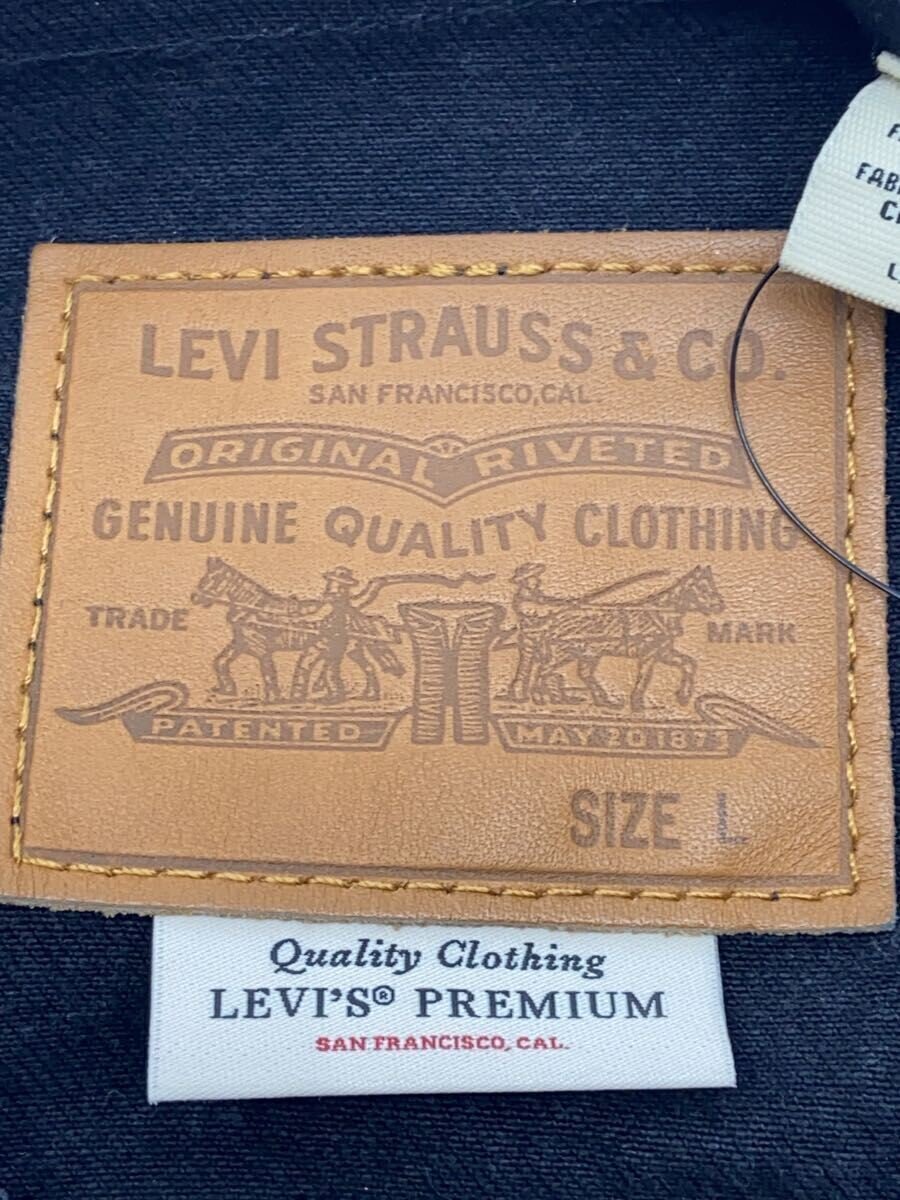 LEVI STRAUSS & CO.
SAN FRANCISCO, CAL.
ORIGINAL RIVETED
GENUINE QUALITY CLOTHING
TRADE MARK
PATENTED MAY 20 1873
SIZE L
Quality Clothing
LEVI'S® PREMIUM
SAN FRANCISCO, CAL.